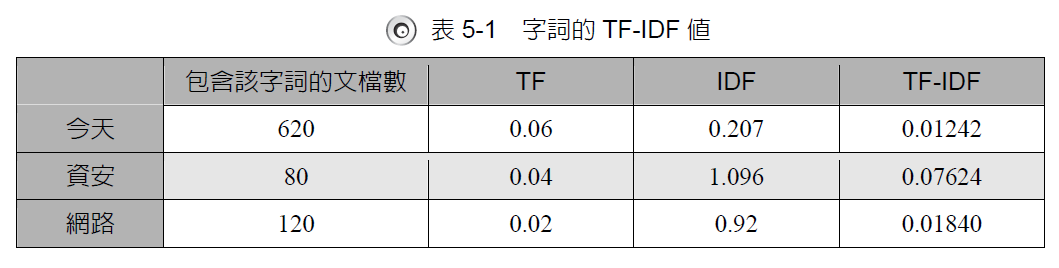 表 5-1 字詞的 TF-IDF 值
包含該字詞的文檔數 TF IDF TF-IDF
今天 620 0.06 0.207 0.01242
資安 80 0.04 1.096 0.07624
網路 120 0.02 0.92 0.01840